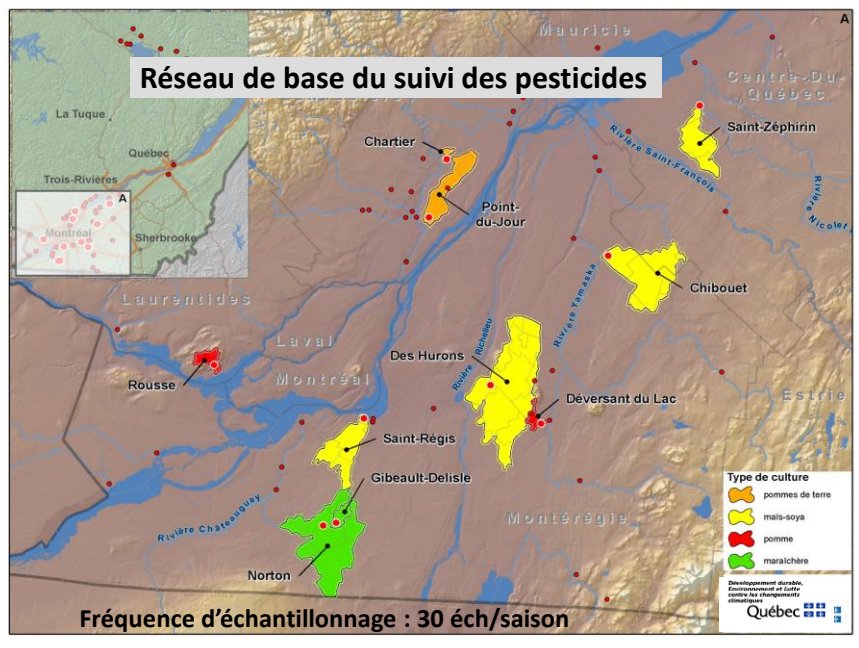 Réseau de base du suivi des pesticides
A
Mauricie
Centre-Du-
Québec
La Tuque
Québec
Trois-Rivières
A
Montréal
Sherbrooke
Chartier
Saint-Zéphirin
Rivière Saint-François
Rivière
Nicolet
Point-
du-Jour
Chibouet
Rivière Yamaska
Laurentides
Laval
Montréal
Rousse
Des Hurons
Rivière Richelieu
Déversant du Lac
Estrie
Saint-Régis
Gibeault-Delisle
Rivière Châteauguay
Montérégie
Norton
Type de culture
pommes de terre
maïs-soya
pomme
maraîchère
Développement durable,
Environnement et Lutte
contre les changements
climatiques
Québec
Fréquence d'échantillonnage : 30 éch/saison